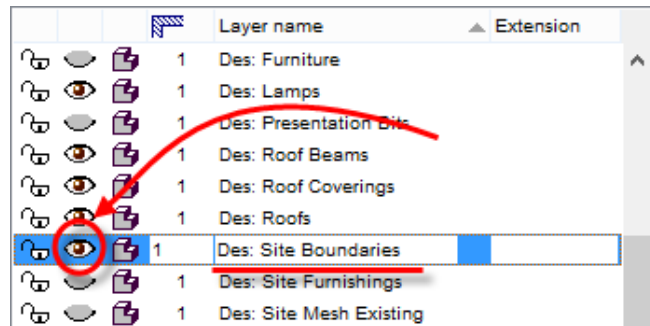 Layer name Extension
1 Des: Furniture
1 Des: Lamps
1 Des: Presentation Bits
1 Des: Roof Beams
1 Des: Roof Coverings
1 Des: Roofs
1 Des: Site Boundaries
1 Des: Site Furnishings
1 Des: Site Mesh Existing